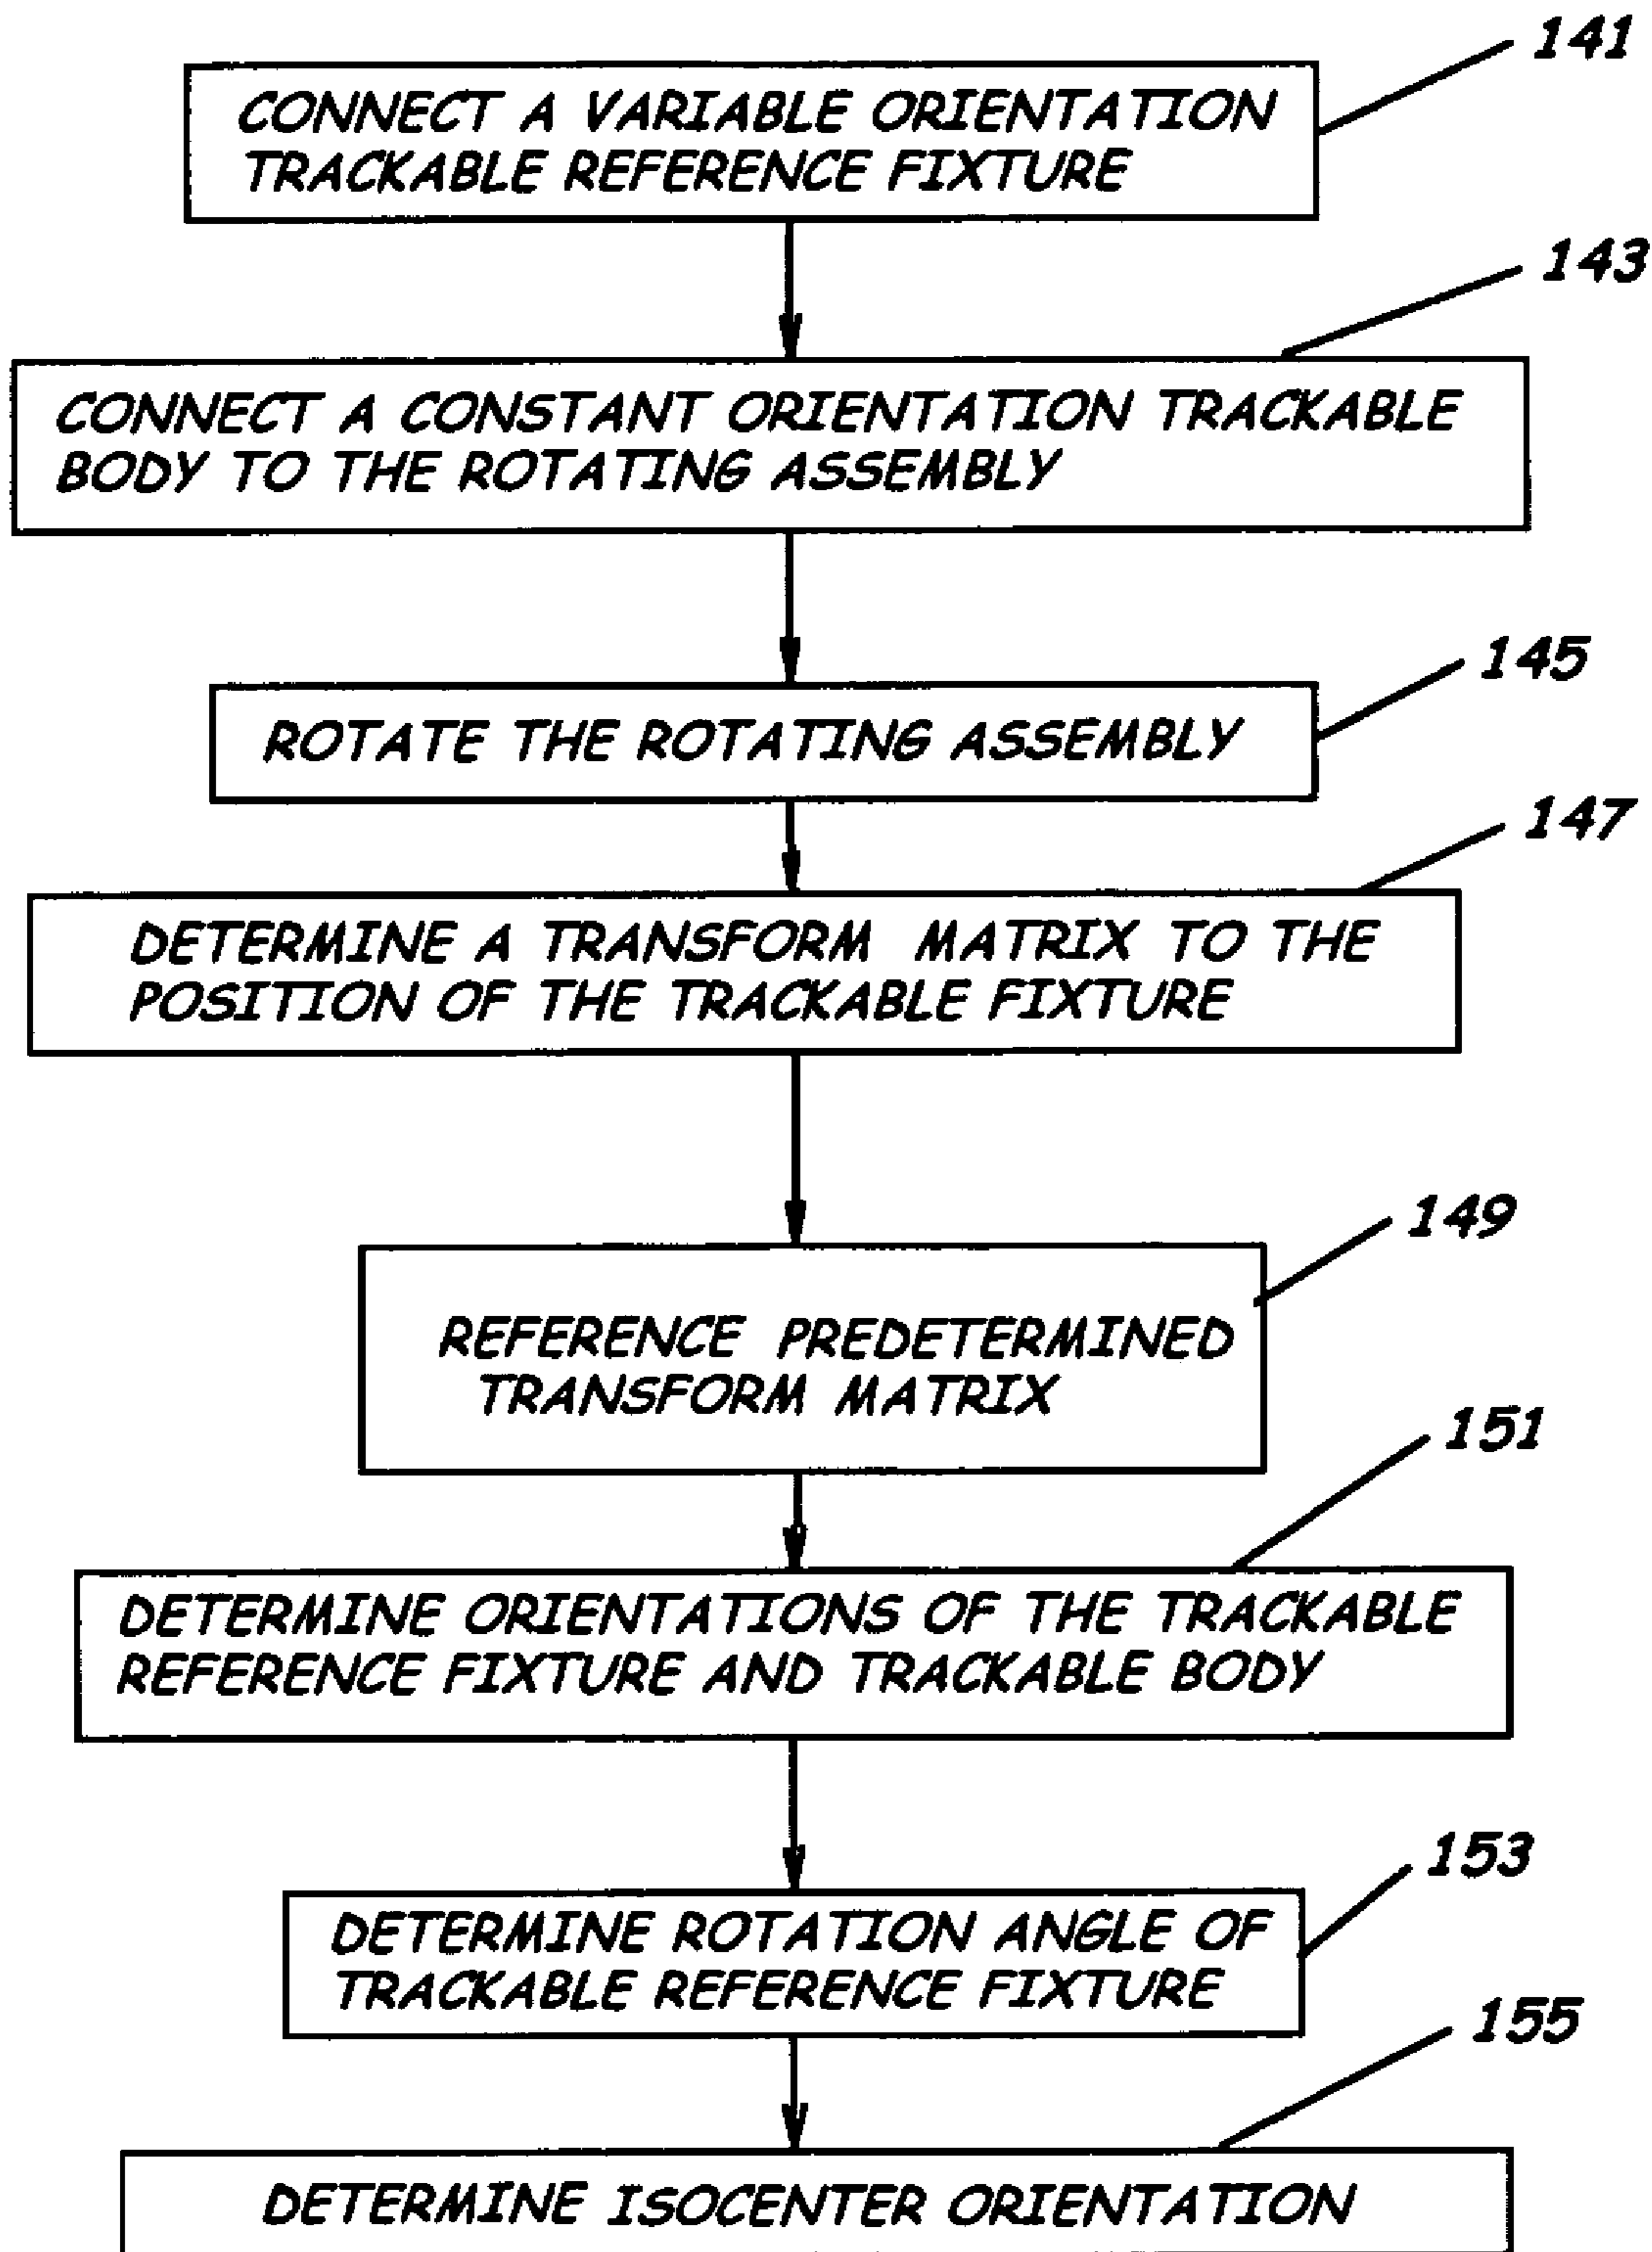 141
CONNECT A VARIABLE ORIENTATION
TRACKABLE REFERENCE FIXTURE
143
CONNECT A CONSTANT ORIENTATION TRACKABLE
BODY TO THE ROTATING ASSEMBLY
145
ROTATE THE ROTATING ASSEMBLY
147
DETERMINE A TRANSFORM MATRIX TO THE
POSITION OF THE TRACKABLE FIXTURE
149
REFERENCE PREDETERMINED
TRANSFORM MATRIX
151
DETERMINE ORIENTATIONS OF THE TRACKABLE
REFERENCE FIXTURE AND TRACKABLE BODY
153
DETERMINE ROTATION ANGLE OF
TRACKABLE REFERENCE FIXTURE
155
DETERMINE ISOCENTER ORIENTATION